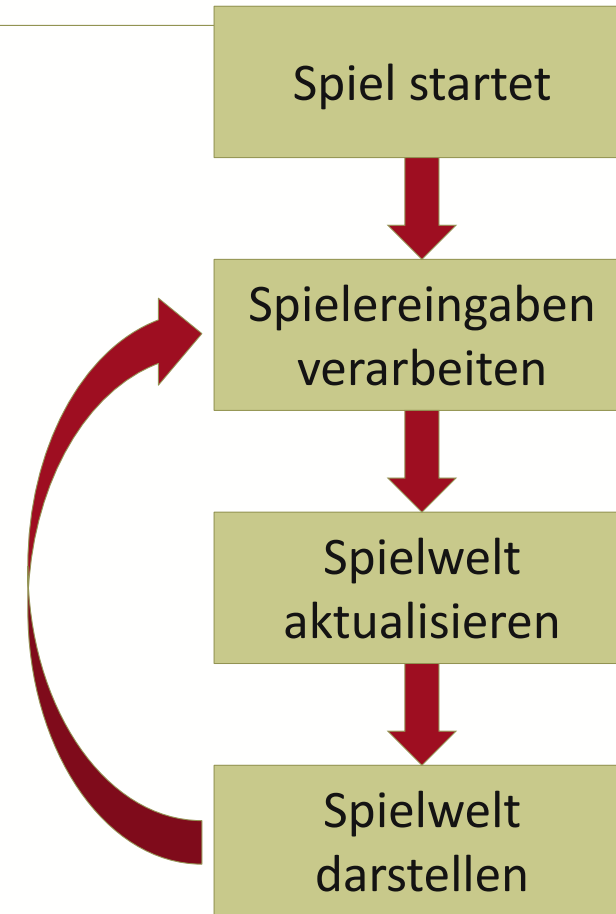 Spiel startet
Spielereingaben
verarbeiten
Spielwelt
aktualisieren
Spielwelt
darstellen